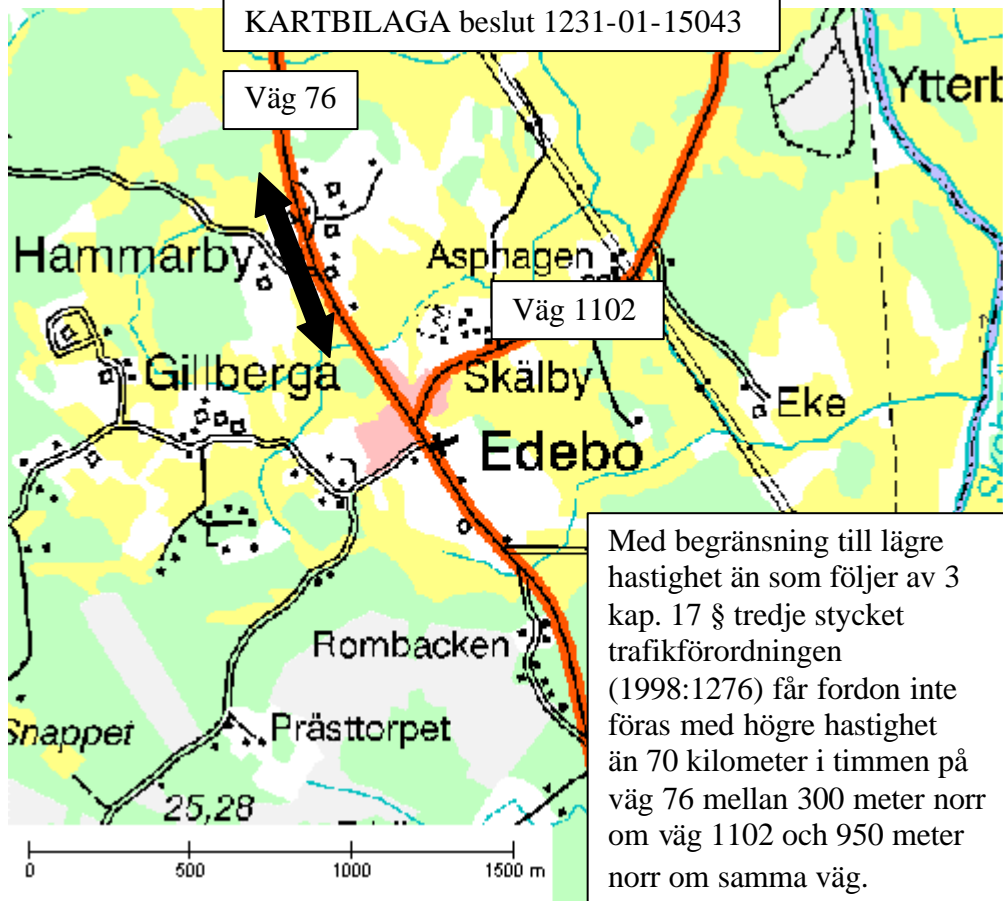 KARTBILAGA beslut 1231-01-15043
Väg 76
Ytterb
Hammarby
Asphagen
Väg 1102
Gillberga
Skälby
Eke
Edebo
Rombacken
Prästtorpet
Snappet
25,28
Med begränsning till lägre
hastighet än som följer av 3
kap. 17 § tredje stycket
trafikförordningen
(1998:1276) får fordon inte
föras med högre hastighet
än 70 kilometer i timmen på
väg 76 mellan 300 meter norr
om väg 1102 och 950 meter
norr om samma väg.
0 500 1000 1500 m